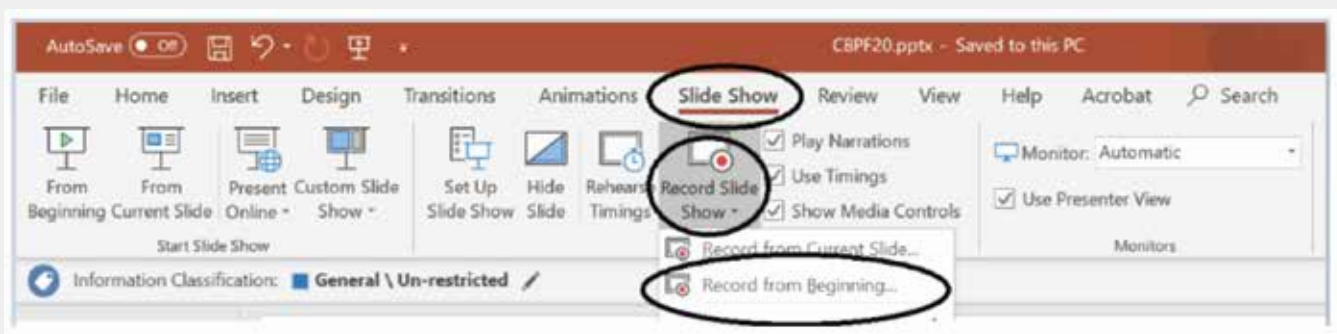 AutoSave Off C8PF20.pptx - Saved to this PC
File Home Insert Design Transitions Animations Slide Show Review View Help Acrobat Search
Play Narrations
Monitor: Automatic
From Beginning
From Current Slide
Present Online
Custom Slide Show
Set Up Slide Show
Hide Slide
Rehearse Timings
Record Slide Show
Use Timings
Show Media Controls
Use Presenter View
Start Slide Show
Monitors
Record from Current Slide...
Information Classification: General \ Un-restricted
Record from Beginning...